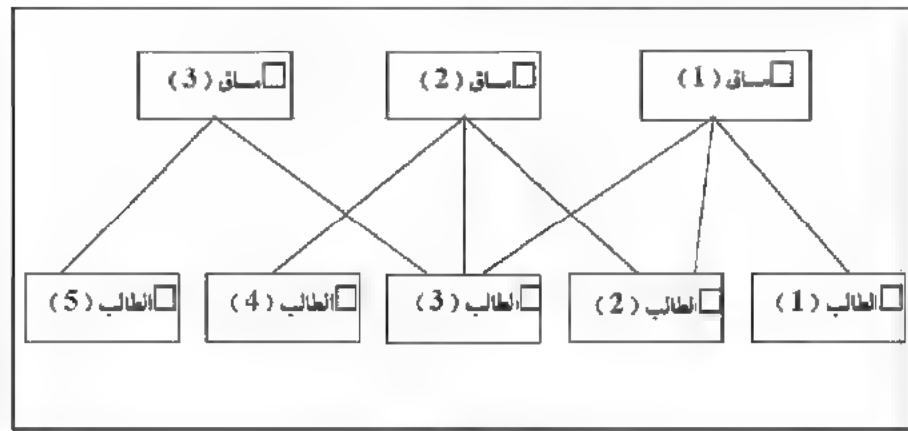 مساق (1)
مساق (2)
مساق (3)
الطالب (1)
الطالب (2)
الطالب (3)
الطالب (4)
الطالب (5)